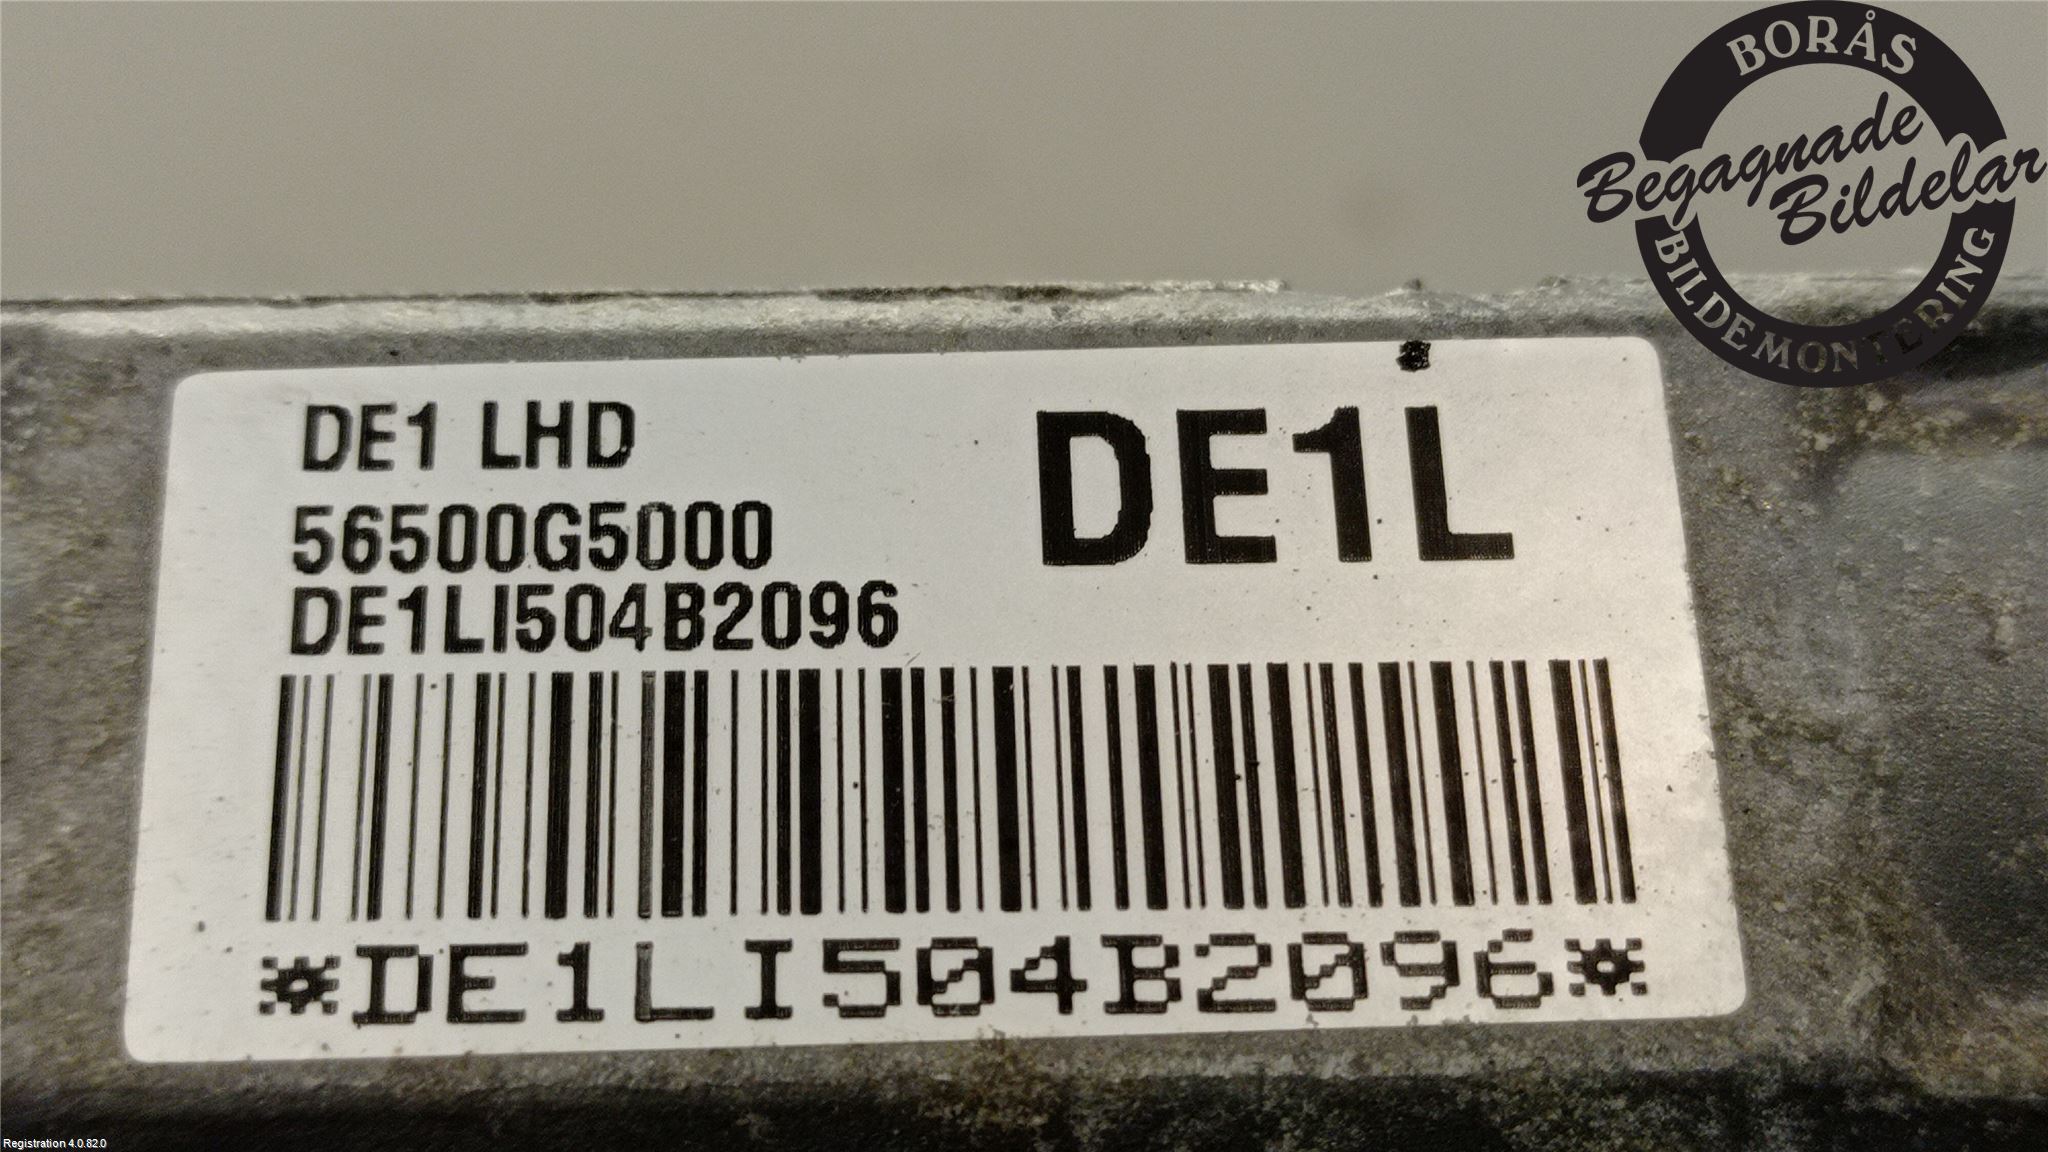 BORÅS
Begagnade
Bildelar
BILDEMONTERING
DE1 LHD
DE1L
56500G5000
DE1LI504B2096
*DE1LI504B2096*
Registration 4.0.82.0